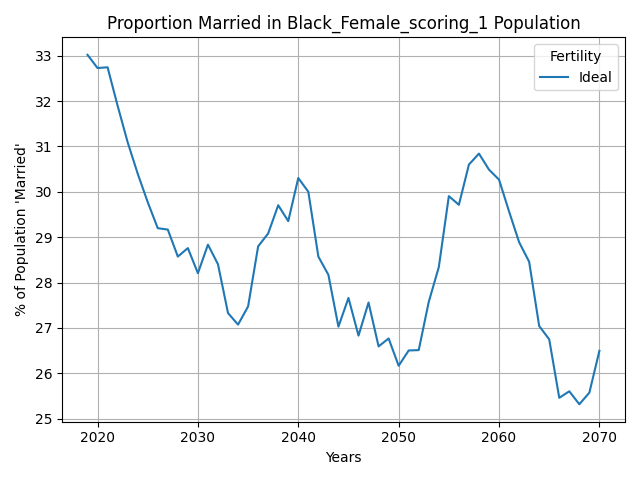 Proportion Married in Black_Female_scoring_1 Population
Fertility
Ideal
% of Population 'Married'
33
32
31
30
29
28
27
26
25
2020 2030 2040 2050 2060 2070
Years